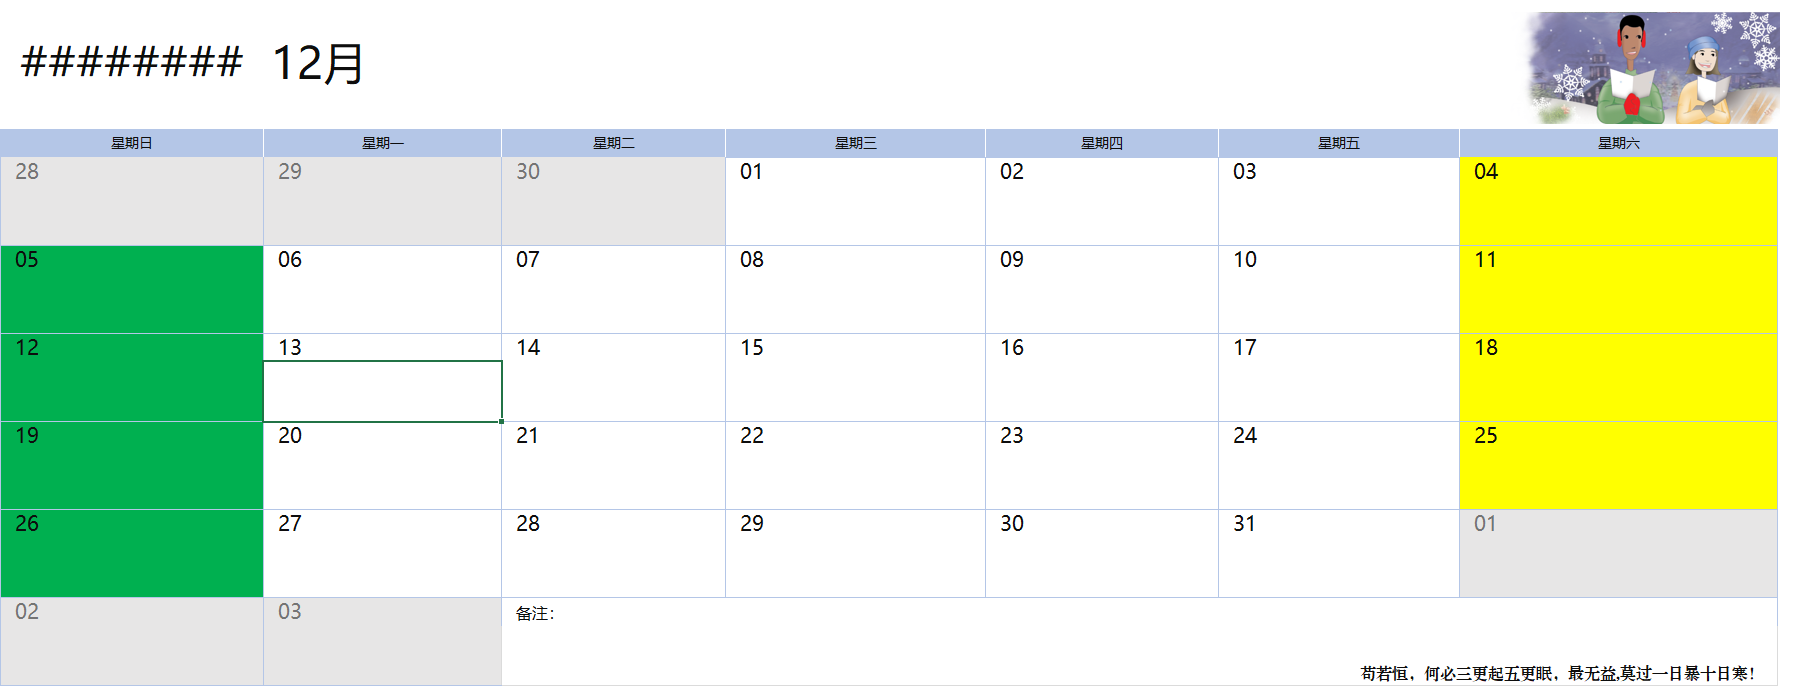 ######## 12月
星期日 星期一 星期二 星期三 星期四 星期五 星期六
28 29 30 01 02 03 04
05 06 07 08 09 10 11
12 13 14 15 16 17 18
19 20 21 22 23 24 25
26 27 28 29 30 31 01
02 03 备注：
苟若恒，何必三更起五更眠，最无益,莫过一日暴十日寒！